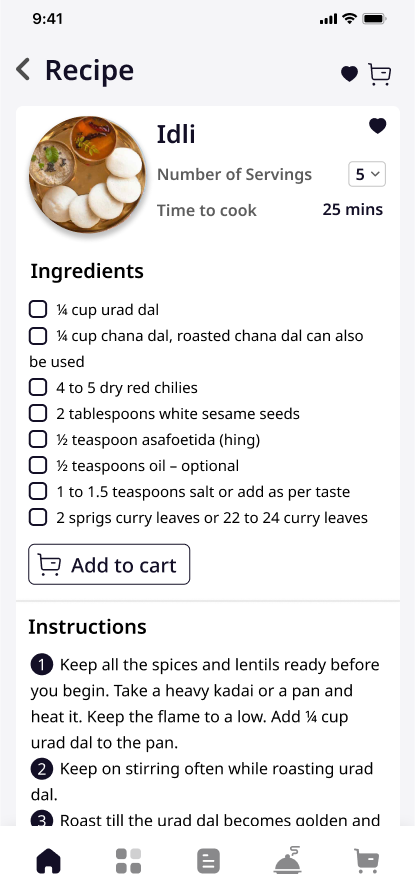 9:41
Recipe
Idli
Number of Servings 5
Time to cook 25 mins
Ingredients
¼ cup urad dal
¼ cup chana dal, roasted chana dal can also
be used
4 to 5 dry red chilies
2 tablespoons white sesame seeds
½ teaspoon asafoetida (hing)
½ teaspoons oil – optional
1 to 1.5 teaspoons salt or add as per taste
2 sprigs curry leaves or 22 to 24 curry leaves
Add to cart
Instructions
1 Keep all the spices and lentils ready before
you begin. Take a heavy kadai or a pan and
heat it. Keep the flame to a low. Add ¼ cup
urad dal to the pan.
2 Keep on stirring often while roasting urad
dal.
3 Roast till the urad dal becomes golden and